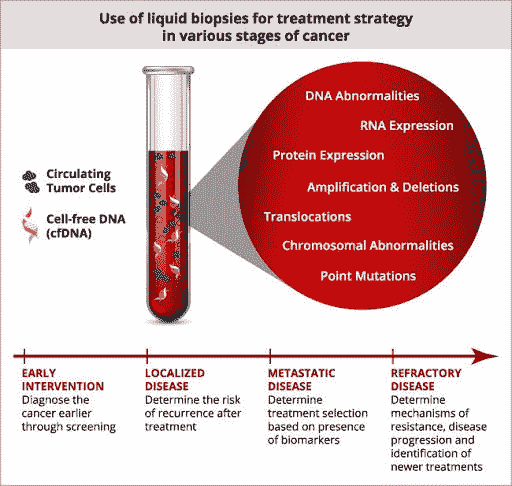 Use of liquid biopsies for treatment strategy
in various stages of cancer
DNA Abnormalities
RNA Expression
Protein Expression
Amplification & Deletions
Translocations
Chromosomal Abnormalities
Point Mutations
Circulating
Tumor Cells
Cell-free DNA
(cfDNA)
EARLY
INTERVENTION
Diagnose the
cancer earlier
through screening
LOCALIZED
DISEASE
Determine the risk
of recurrence after
treatment
METASTATIC
DISEASE
Determine
treatment selection
based on presence
of biomarkers
REFRACTORY
DISEASE
Determine
mechanisms of
resistance, disease
progression and
identification of
newer treatments